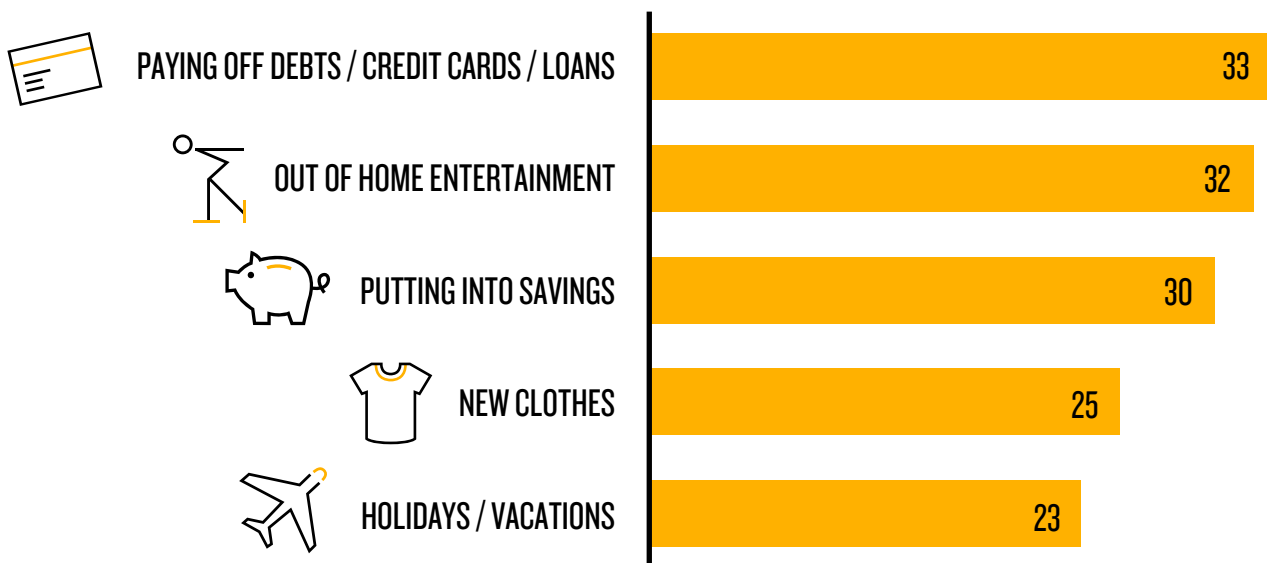 PAYING OFF DEBTS / CREDIT CARDS / LOANS 33
OUT OF HOME ENTERTAINMENT 32
PUTTING INTO SAVINGS 30
NEW CLOTHES 25
HOLIDAYS / VACATIONS 23